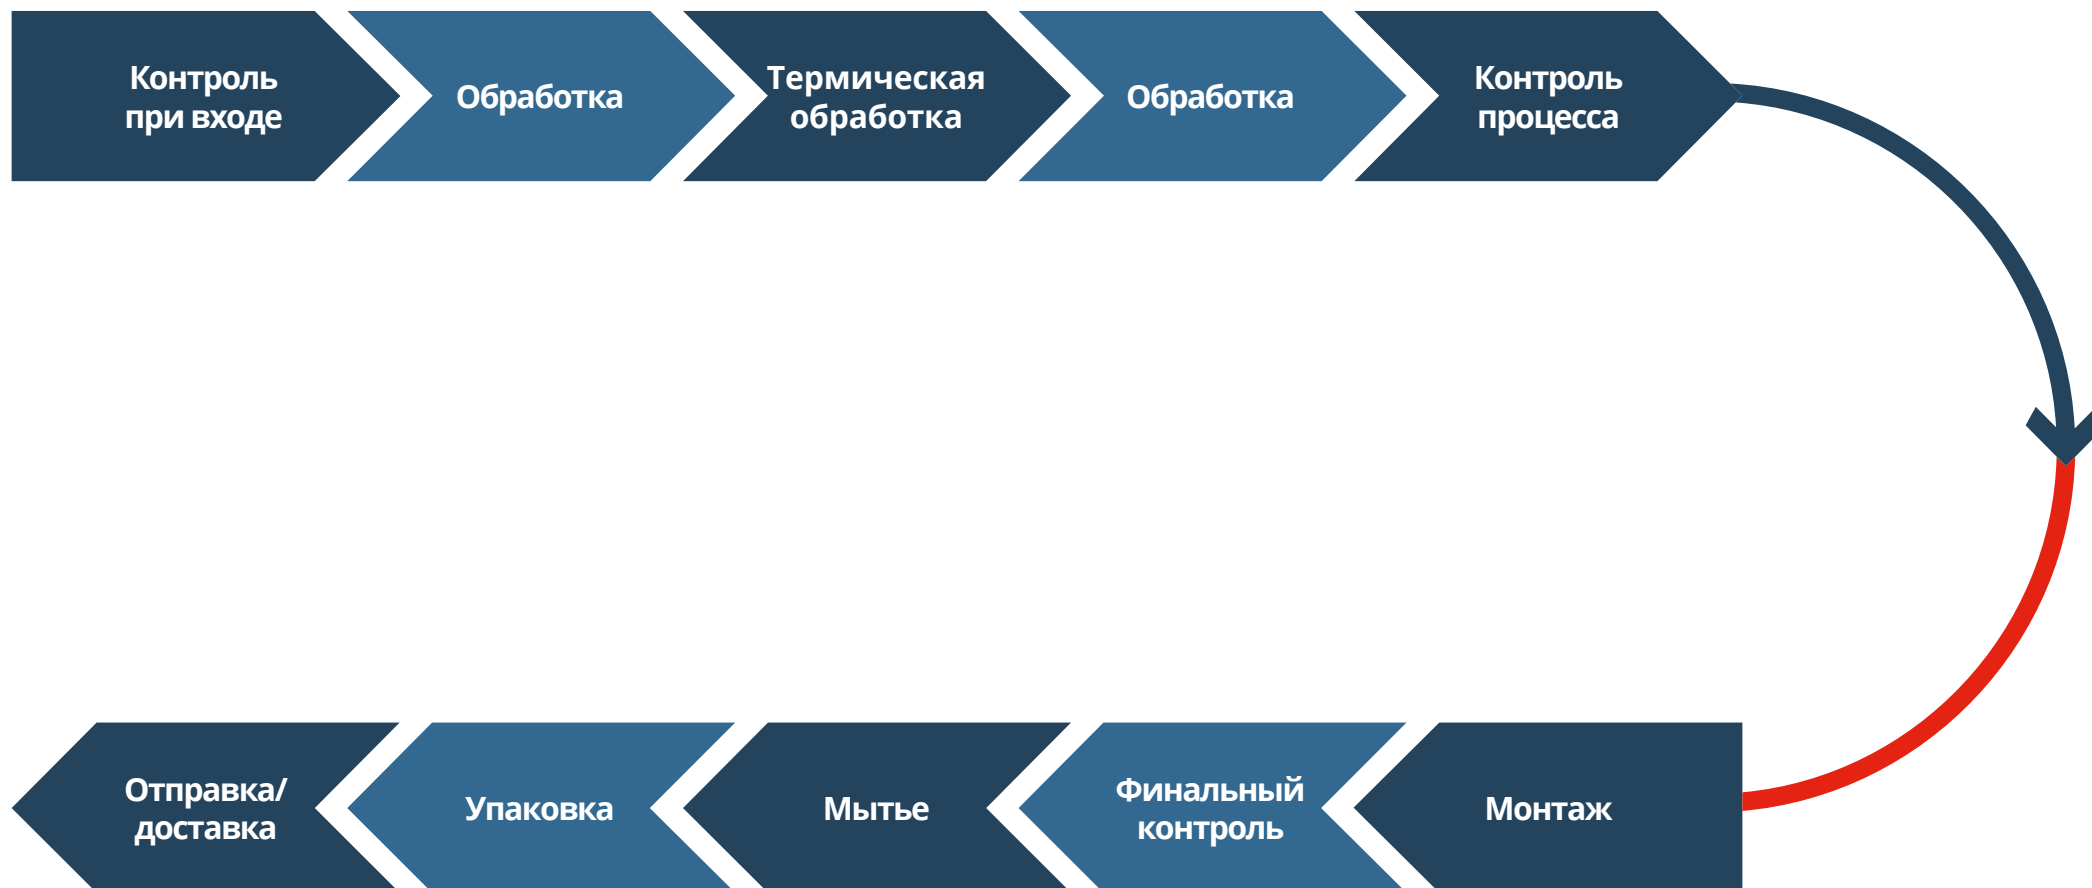 Контроль
при входе
Обработка
Термическая
обработка
Обработка
Контроль
процесса
Отправка/
доставка
Упаковка
Мытье
Финальный
контроль
Монтаж